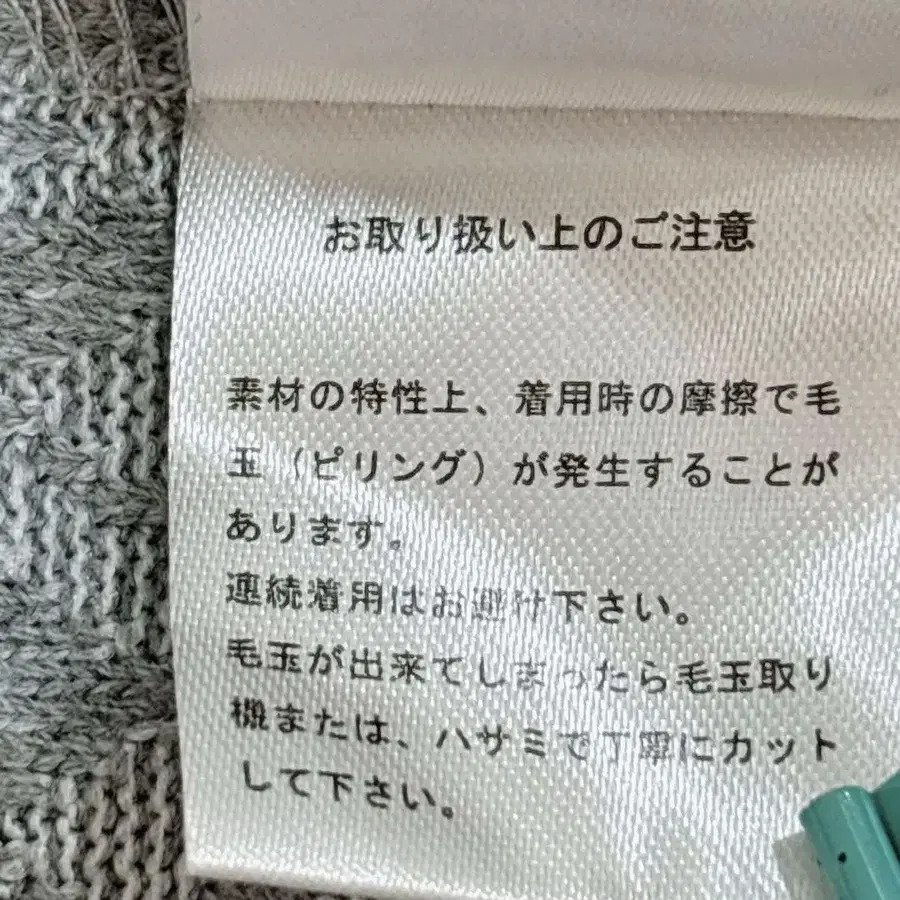 お取り扱い上のご注意
素材の特性上、着用時の摩擦で毛
玉（ピリング）が発生することが
あります。
連続着用はお避け下さい。
毛玉が出来てしまったら毛玉取り
機または、ハサミで丁寧にカット
して下さい。